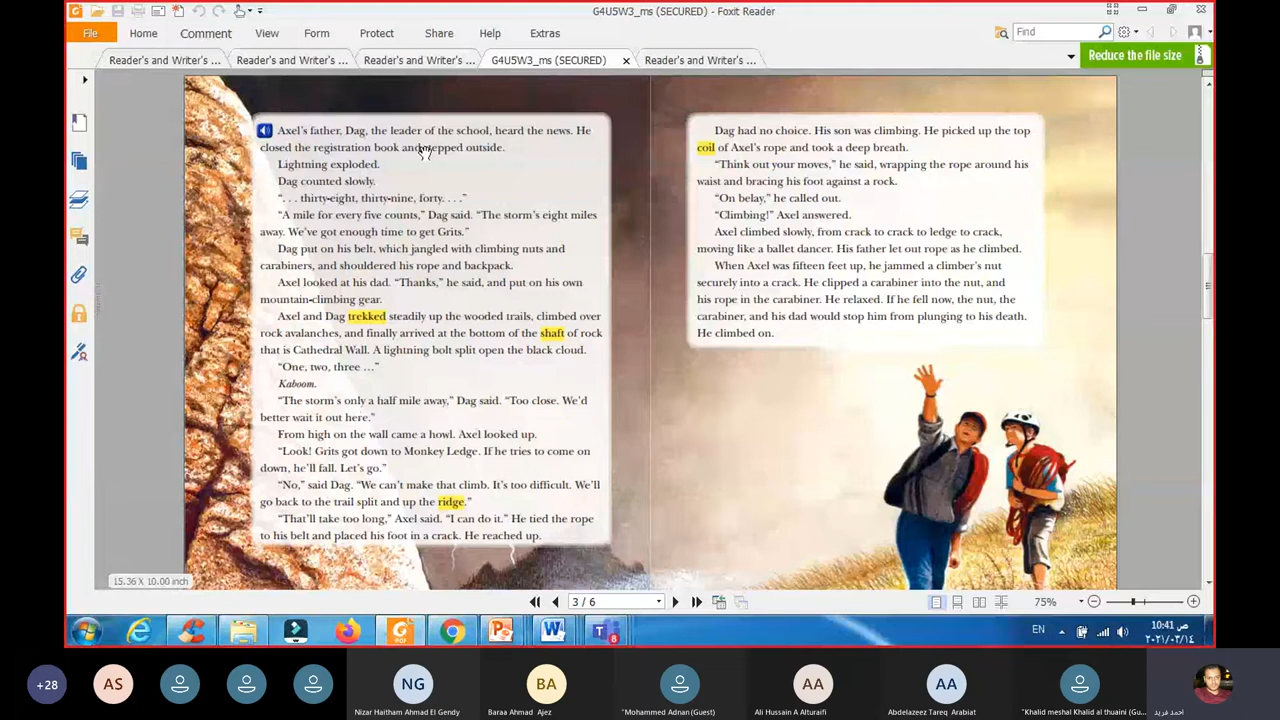 G4U5W3_ms (SECURED) - Foxit Reader
File
Home
Comment
View
Form
Protect
Share
Help
Extras
Find
Reader's and Writer's ...
Reader's and Writer's ...
Reader's and Writer's ...
G4U5W3_ms (SECURED)
Reader's and Writer's ...
Reduce the file size
Axel's father, Dag, the leader of the school, heard the news. He
closed the registration book and stepped outside.
Lightning exploded.
Dag counted slowly.
“. . . thirty-eight, thirty-nine, forty. . . .”
“A mile for every five counts,” Dag said. “The storm's eight miles
away. We've got enough time to get Grits.”
Dag put on his belt, which jangled with climbing nuts and
carabiners, and shouldered his rope and backpack.
Axel looked at his dad. “Thanks,” he said, and put on his own
mountain-climbing gear.
Axel and Dag trekked steadily up the wooded trails, climbed over
rock avalanches, and finally arrived at the bottom of the shaft of rock
that is Cathedral Wall. A lightning bolt split open the black cloud.
“One, two, three …”
Kaboom.
“The storm's only a half mile away,” Dag said. “Too close. We'd
better wait it out here.”
From high on the wall came a howl. Axel looked up.
“Look! Grits got down to Monkey Ledge. If he tries to come on
down, he'll fall. Let's go.”
“No,” said Dag. “We can't make that climb. It's too difficult. We'll
go back to the trail split and up the ridge.”
“That'll take too long,” Axel said. “I can do it.” He tied the rope
to his belt and placed his foot in a crack. He reached up.
Dag had no choice. His son was climbing. He picked up the top
coil of Axel's rope and took a deep breath.
“Think out your moves,” he said, wrapping the rope around his
waist and bracing his foot against a rock.
“On belay,” he called out.
“Climbing!” Axel answered.
Axel climbed slowly, from crack to crack to ledge to crack,
moving like a ballet dancer. His father let out rope as he climbed.
When Axel was fifteen feet up, he jammed a climber's nut
securely into a crack. He clipped a carabiner into the nut, and
his rope in the carabiner. He relaxed. If he fell now, the nut, the
carabiner, and his dad would stop him from plunging to his death.
He climbed on.
15.36 X 10.00 inch
3 / 6
75%
EN
10:41 ص
٢٠٢١/٠٣/١٤
8
+28
AS
NG
BA
AA
AA
Nizar Haitham Ahmad El Gendy
Baraa Ahmad Ajez
"Mohammed Adnan(Guest)
Ali Hussain A Alturaifi
Abdelazeez Tareq Arabiat
"Khalid meshal Khalid al thuaini (Gu...
احمد فريد